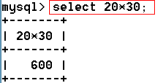 mysql> select 20×30;
+-------+
| 20×30 |
+-------+
|   600 |
+-------+